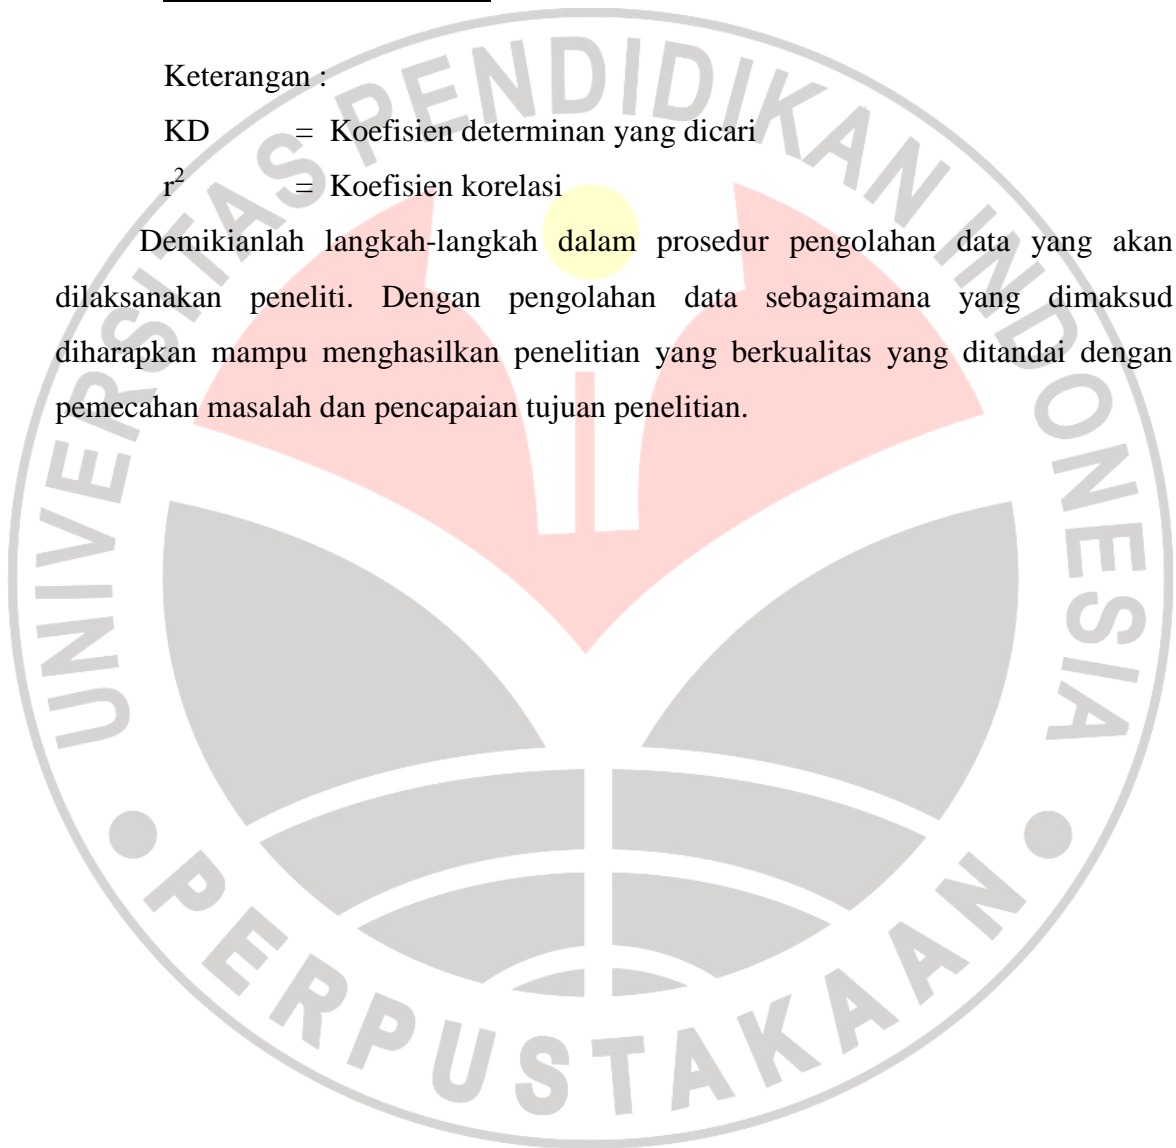 Keterangan :
KD = Koefisien determinan yang dicari
r² = Koefisien korelasi
Demikianlah langkah-langkah dalam prosedur pengolahan data yang akan
dilaksanakan peneliti. Dengan pengolahan data sebagaimana yang dimaksud
diharapkan mampu menghasilkan penelitian yang berkualitas yang ditandai dengan
pemecahan masalah dan pencapaian tujuan penelitian.
UNIVERSITAS PENDIDIKAN INDONESIA
PERPUSTAKAAN